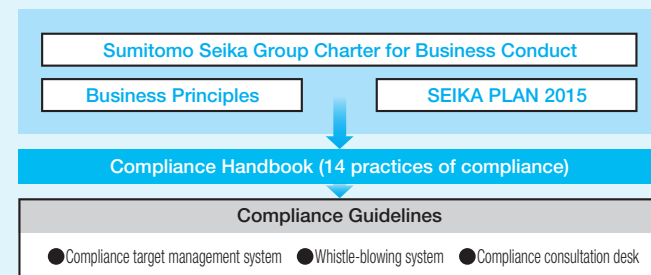 Sumitomo Seika Group Charter for Business Conduct
Business Principles
SEIKA PLAN 2015
Compliance Handbook (14 practices of compliance)
Compliance Guidelines
●Compliance target management system ●Whistle-blowing system ●Compliance consultation desk